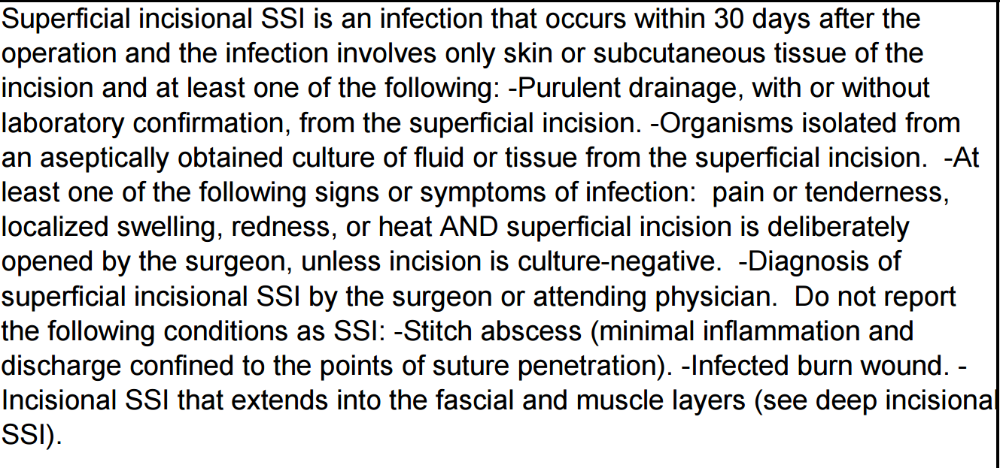 Superficial incisional SSI is an infection that occurs within 30 days after the
operation and the infection involves only skin or subcutaneous tissue of the
incision and at least one of the following: -Purulent drainage, with or without
laboratory confirmation, from the superficial incision. -Organisms isolated from
an aseptically obtained culture of fluid or tissue from the superficial incision.  -At
least one of the following signs or symptoms of infection:  pain or tenderness,
localized swelling, redness, or heat AND superficial incision is deliberately
opened by the surgeon, unless incision is culture-negative.  -Diagnosis of
superficial incisional SSI by the surgeon or attending physician.  Do not report
the following conditions as SSI: -Stitch abscess (minimal inflammation and
discharge confined to the points of suture penetration). -Infected burn wound. -
Incisional SSI that extends into the fascial and muscle layers (see deep incisional
SSI).